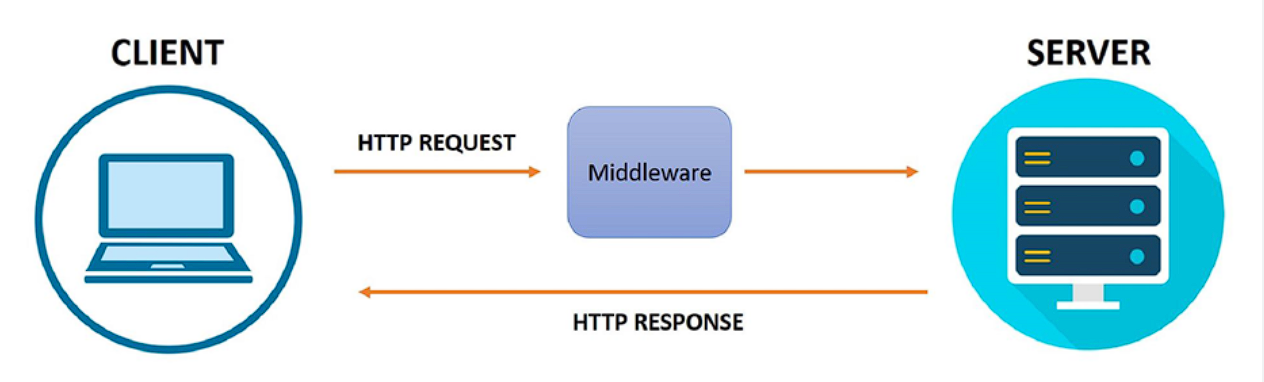 CLIENT
SERVER
HTTP REQUEST
Middleware
HTTP RESPONSE